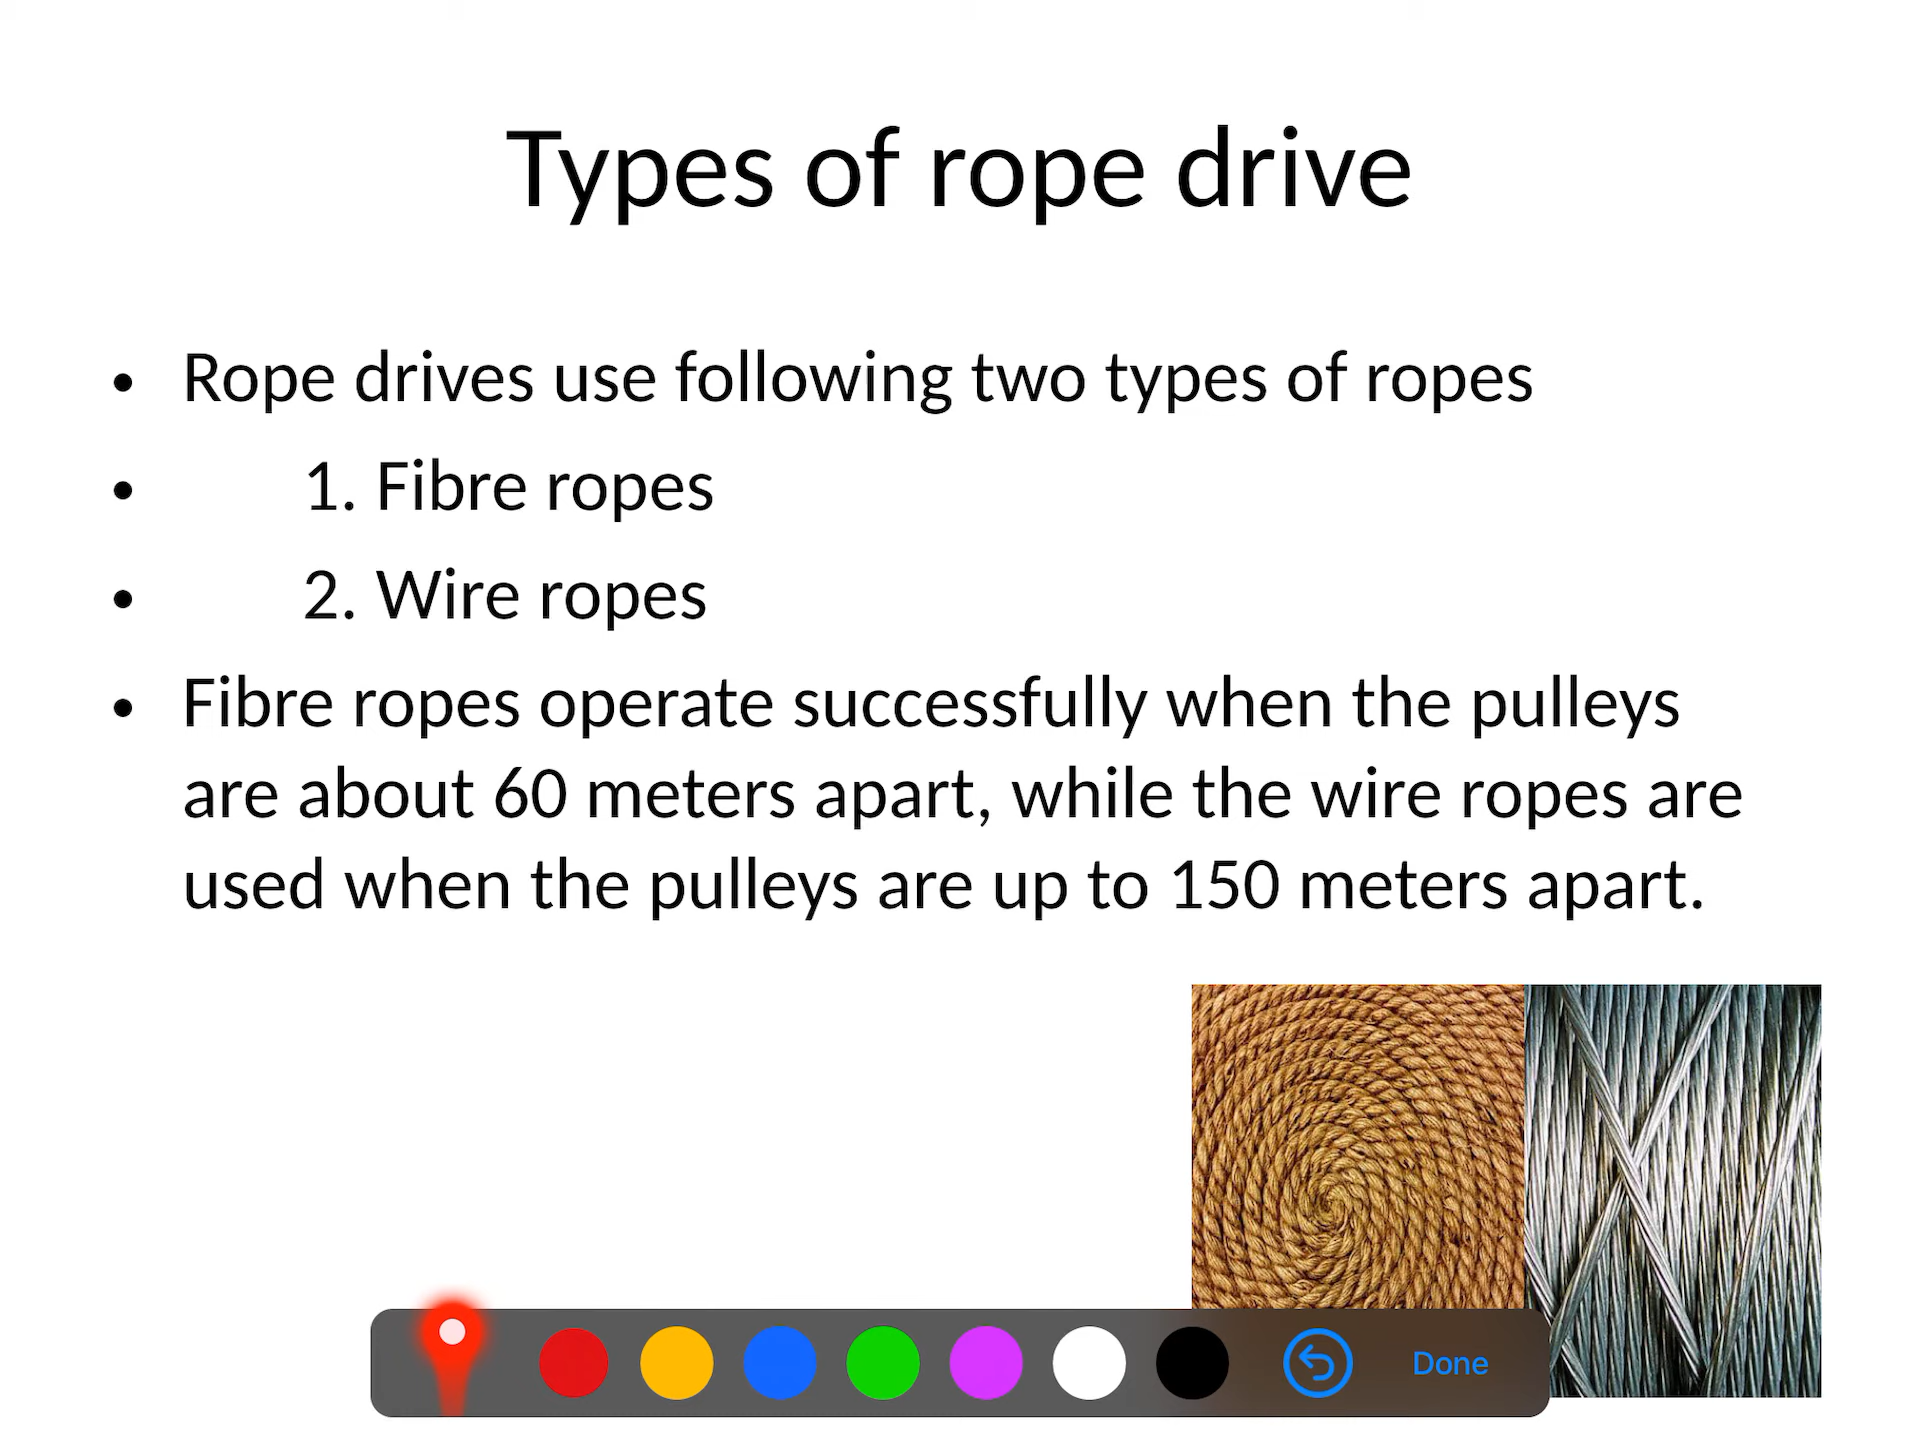 Types of rope drive
• Rope drives use following two types of ropes
• 1. Fibre ropes
• 2. Wire ropes
• Fibre ropes operate successfully when the pulleys
are about 60 meters apart, while the wire ropes are
used when the pulleys are up to 150 meters apart.
Done